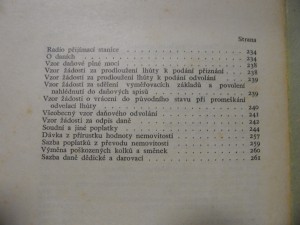 Strana
Radio přijímací stanice 234
O daních 234
Vzor daňové plné moci 238
Vzor žádosti za prodloužení lhůty k podání přiznání 238
Vzor žádosti za prodloužení lhůty k podání odvolání 239
Vzor žádosti za sdělení vyměřovacích základů a povolení
nahlédnutí do daňových spisů 239
Vzor žádosti o vrácení do původního stavu při promeškání
odvolací lhůty 240
Všeobecný vzor daňového odvolání 241
Vzor žádosti za odpis daně 242
Soudní a jiné poplatky 244
Dávka z přírůstku hodnoty nemovitostí 257
Sazba poplatků z převodu nemovitostí 259
Výměna poškozených kolků a směnek 260
Sazba daně dědické a darovací 261